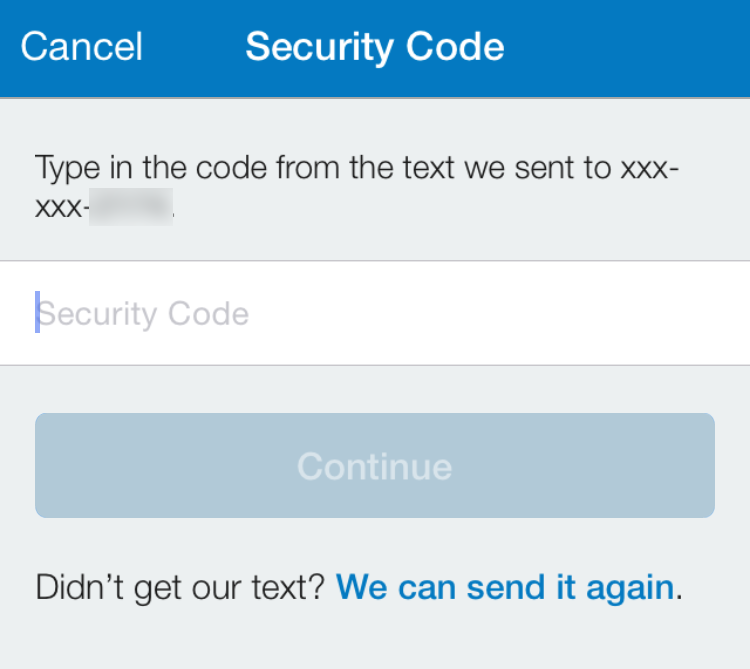 Cancel
Security Code
Type in the code from the text we sent to xxx-
xxx-
Security Code
Continue
Didn’t get our text? We can send it again.